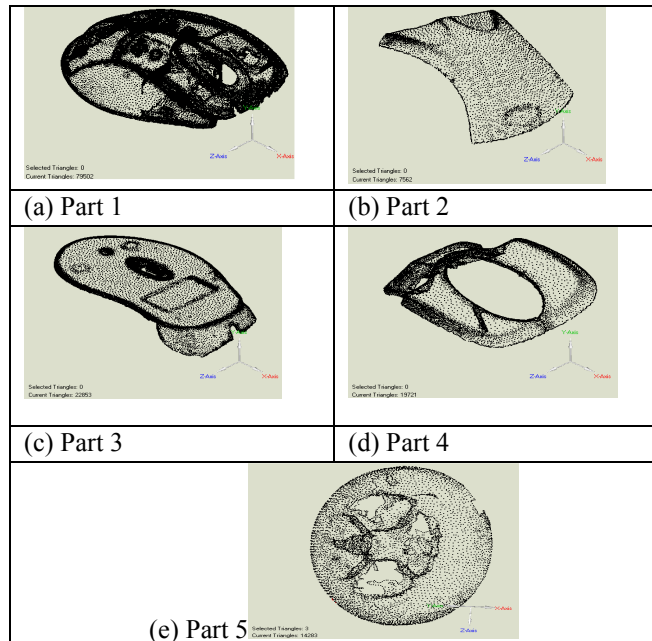 Y-Axis
Z-Axis
X-Axis
Selected Triangles: 0
Current Triangles: 79502
Z-Axis
X-Axis
Selected Triangles: 0
Current Triangles: 7562
(a) Part 1
(b) Part 2
Z-Axis
X-Axis
Selected Triangles: 0
Current Triangles: 22853
Y-Axis
Z-Axis
X-Axis
Selected Triangles: 0
Current Triangles: 19721
(c) Part 3
(d) Part 4
X-Axis
Z-Axis
(e) Part 5
Selected Triangles: 3
Current Triangles: 14283